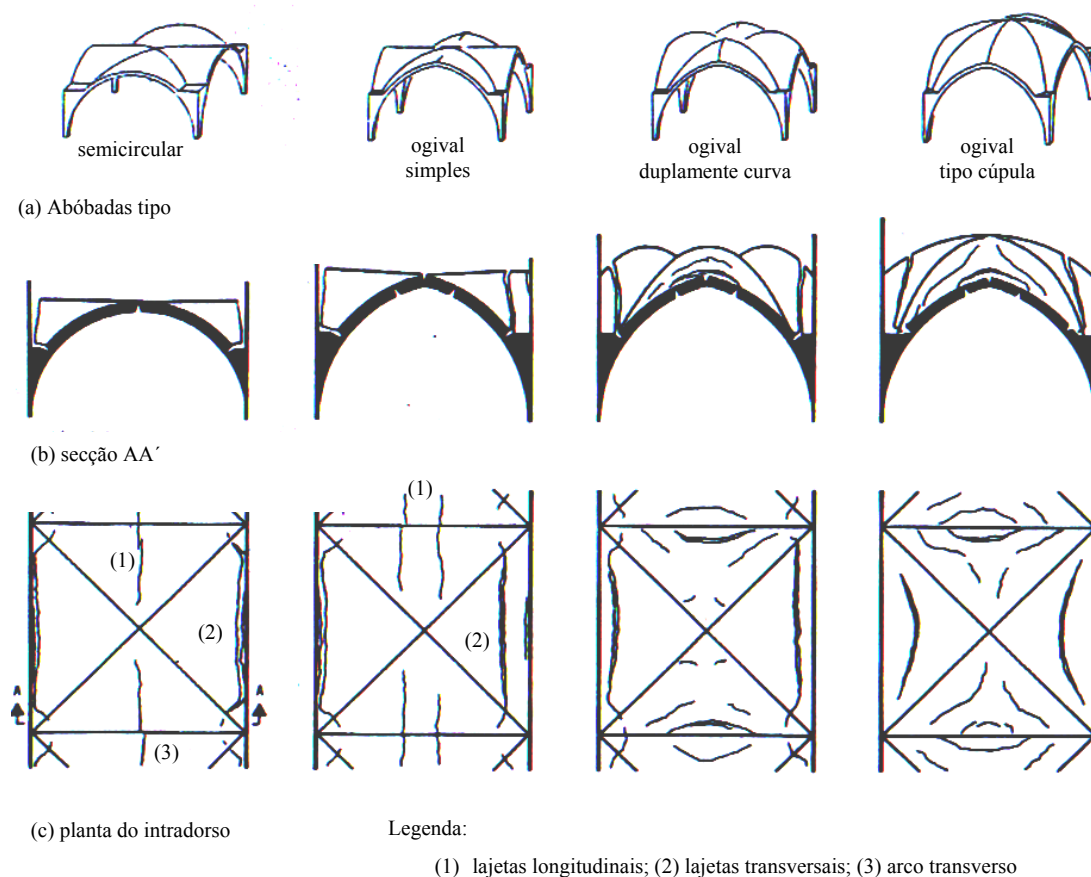 semicircular
ogival
simples
ogival
duplamente curva
ogival
tipo cúpula
(a) Abóbadas tipo
(b) secção AA´
(1)
(1)
(2)
(2)
A
A
(3)
(c) planta do intradorso
Legenda:
(1) lajetas longitudinais; (2) lajetas transversais; (3) arco transverso